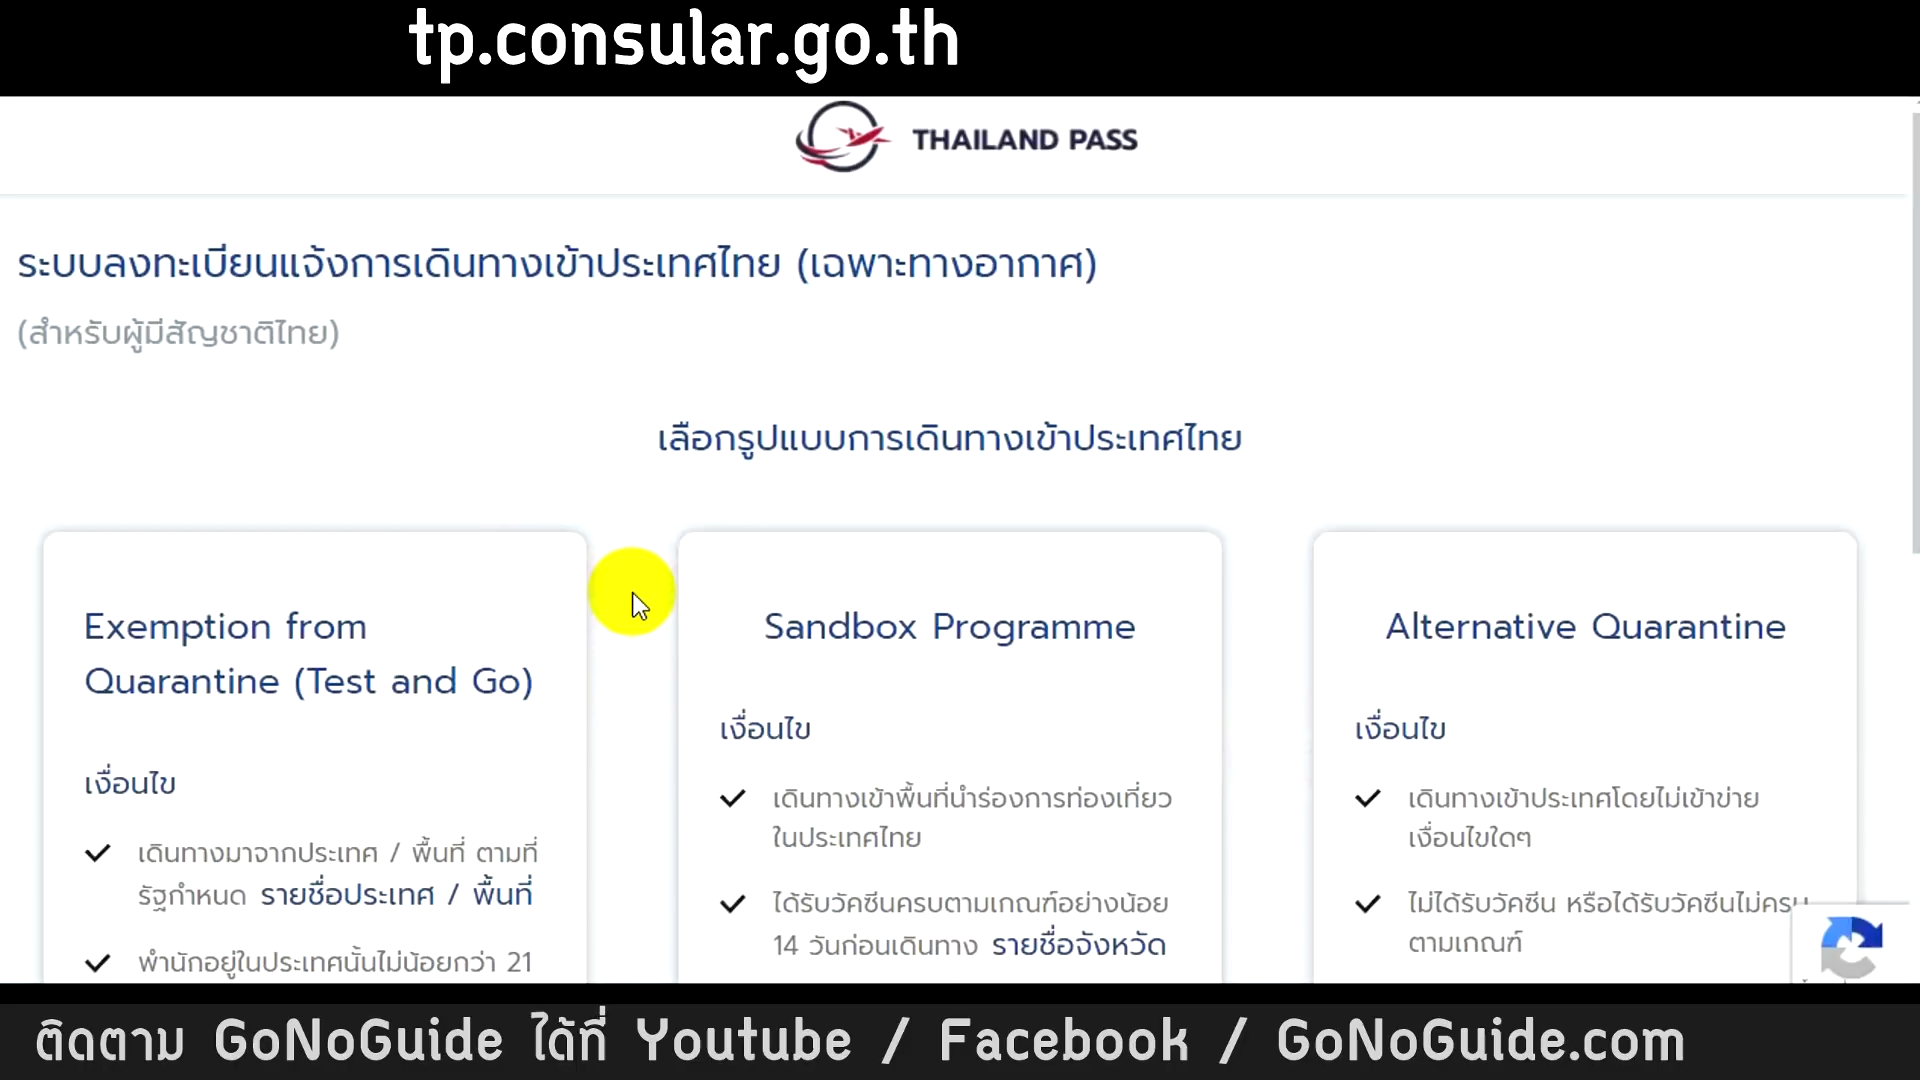 tp.consular.go.th
THAILAND PASS
ระบบลงทะเบียนแจ้งการเดินทางเข้าประเทศไทย (เฉพาะทางอากาศ)
(สำหรับผู้มีสัญชาติไทย)
เลือกรูปแบบการเดินทางเข้าประเทศไทย
Exemption from
Quarantine (Test and Go)
เงื่อนไข
เดินทางมาจากประเทศ / พื้นที่ ตามที่
รัฐกำหนด รายชื่อประเทศ / พื้นที่
พำนักอยู่ในประเทศนั้นไม่น้อยกว่า 21
Sandbox Programme
เงื่อนไข
เดินทางเข้าพื้นที่นำร่องการท่องเที่ยว
ในประเทศไทย
ได้รับวัคซีนครบตามเกณฑ์อย่างน้อย
14 วันก่อนเดินทาง รายชื่อจังหวัด
Alternative Quarantine
เงื่อนไข
เดินทางเข้าประเทศโดยไม่เข้าข่าย
เงื่อนไขใดๆ
ไม่ได้รับวัคซีน หรือได้รับวัคซีนไม่ครบ
ตามเกณฑ์
ติดตาม GoNoGuide ได้ที่ Youtube / Facebook / GoNoGuide.com